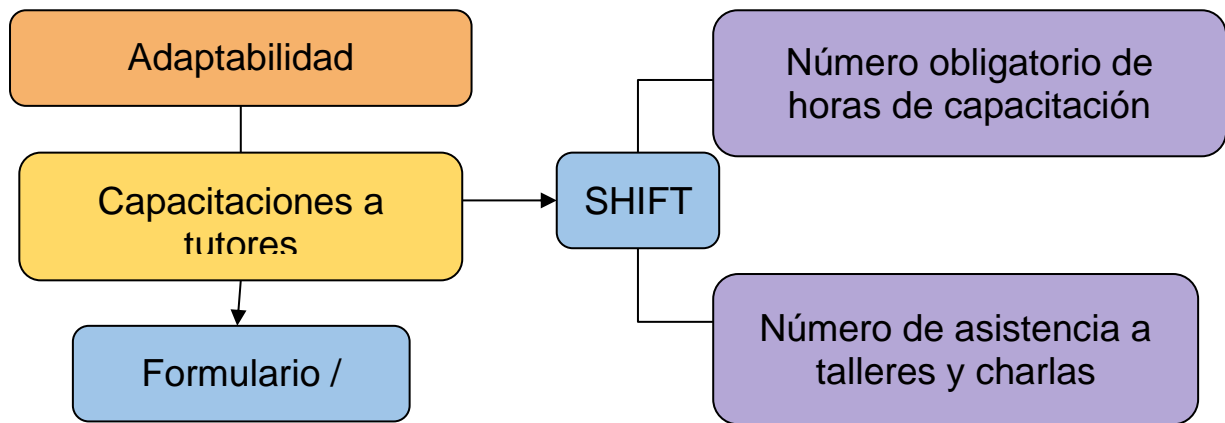 Adaptabilidad
Capacitaciones a
tutores
Formulario /
SHIFT
Número obligatorio de
horas de capacitación
Número de asistencia a
talleres y charlas